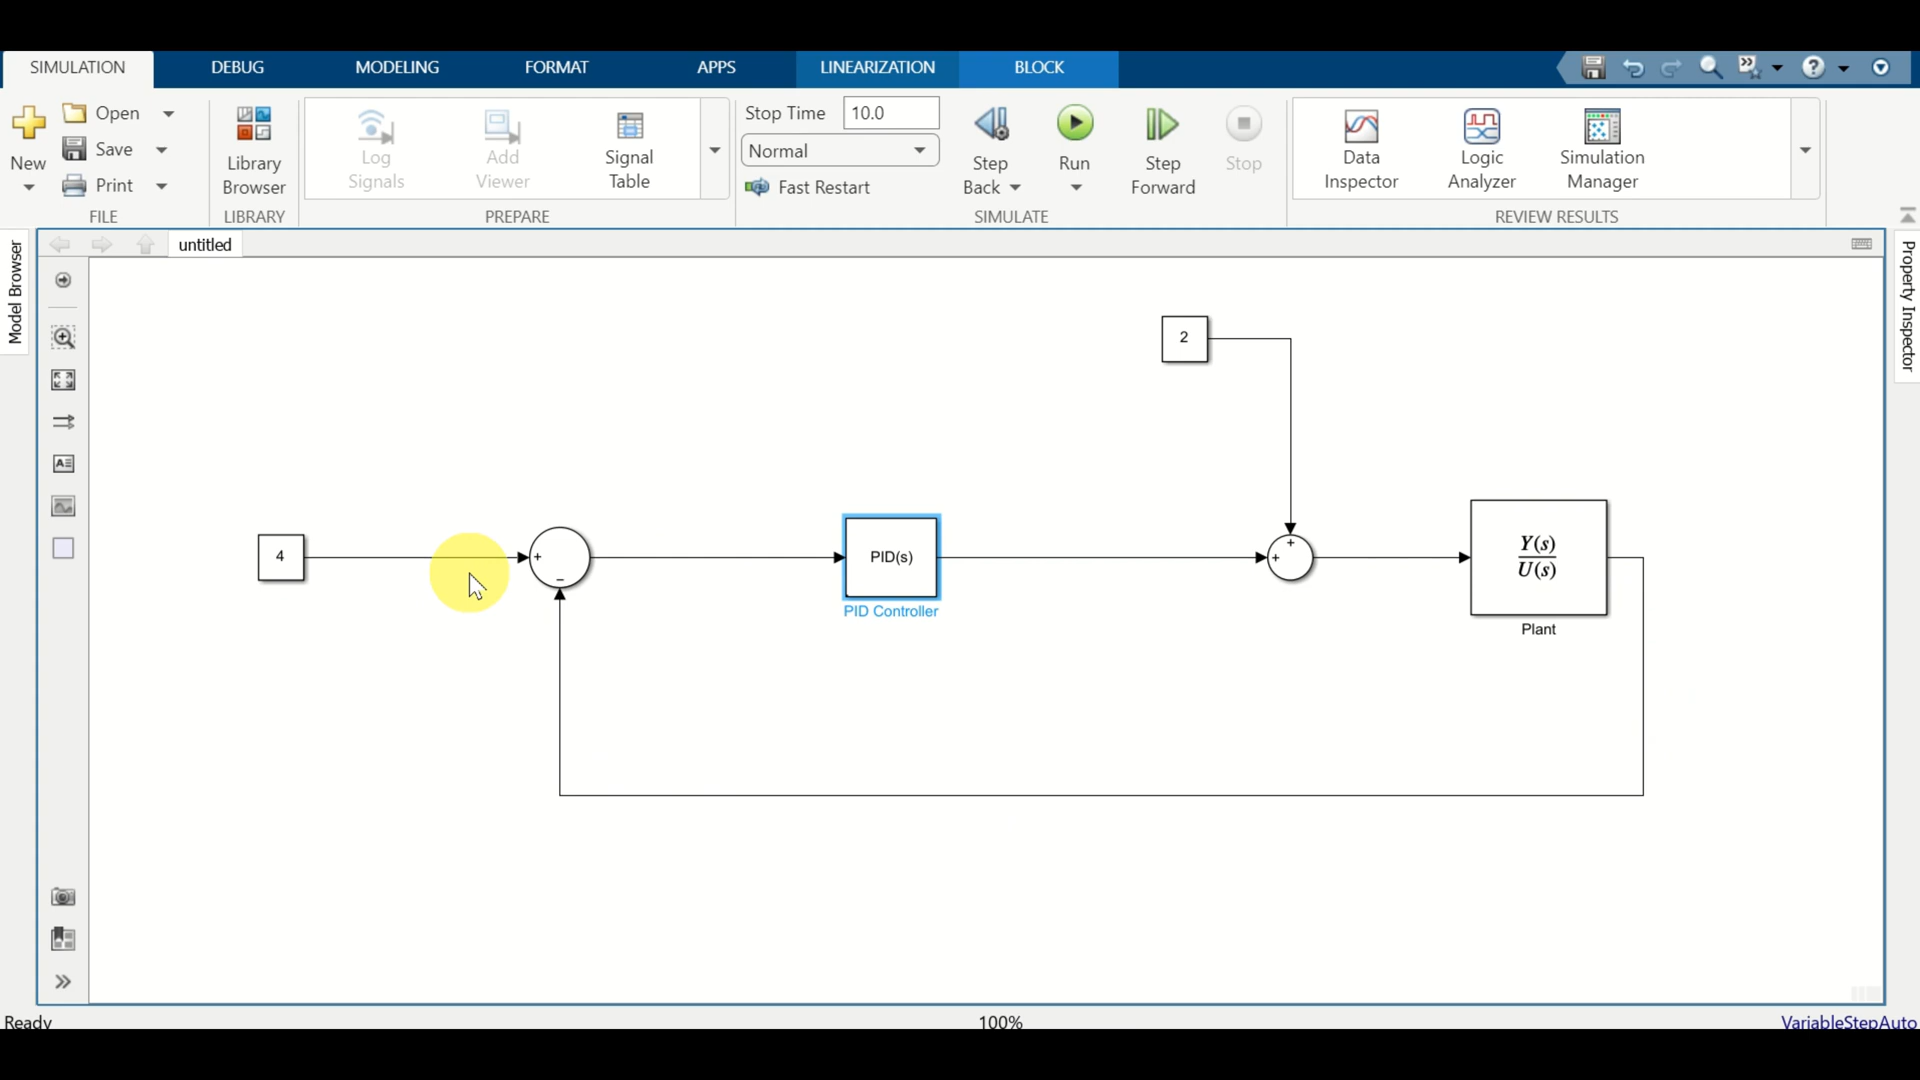 SIMULATION DEBUG MODELING FORMAT APPS LINEARIZATION BLOCK
New
Open
Save
Print
FILE
Library
Browser
LIBRARY
Log
Signals
Add
Viewer
Signal
Table
PREPARE
Stop Time 10.0
Normal
Fast Restart
Step
Back
Run
Step
Forward
Stop
SIMULATE
Data
Inspector
Logic
Analyzer
Simulation
Manager
REVIEW RESULTS
Model Browser
untitled
Property Inspector
2
4
+
−
PID(s)
PID Controller
+
+
Y(s)
U(s)
Plant
Ready
100%
VariableStepAuto